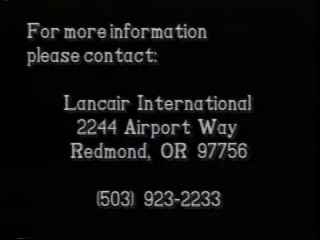 For more information
please contact:
Lancair International
2244 Airport Way
Redmond, OR 97756
(503) 923-2233